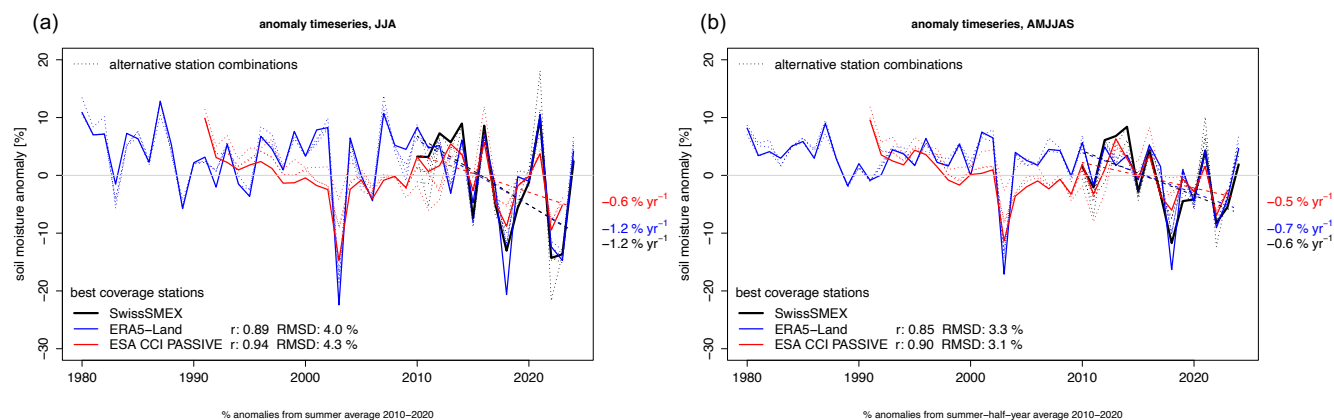 (a)
anomaly timeseries, JJA
alternative station combinations
soil moisture anomaly [%]
20
10
0
−10
−20
−30
−0.6 % yr⁻¹
−1.2 % yr⁻¹
−1.2 % yr⁻¹
best coverage stations
SwissSMEX
ERA5−Land r: 0.89 RMSD: 4.0 %
ESA CCI PASSIVE r: 0.94 RMSD: 4.3 %
1980 1990 2000 2010 2020
% anomalies from summer average 2010−2020
(b)
anomaly timeseries, AMJJAS
alternative station combinations
soil moisture anomaly [%]
20
10
0
−10
−20
−30
−0.5 % yr⁻¹
−0.7 % yr⁻¹
−0.6 % yr⁻¹
best coverage stations
SwissSMEX
ERA5−Land r: 0.85 RMSD: 3.3 %
ESA CCI PASSIVE r: 0.90 RMSD: 3.1 %
1980 1990 2000 2010 2020
% anomalies from summer−half−year average 2010−2020